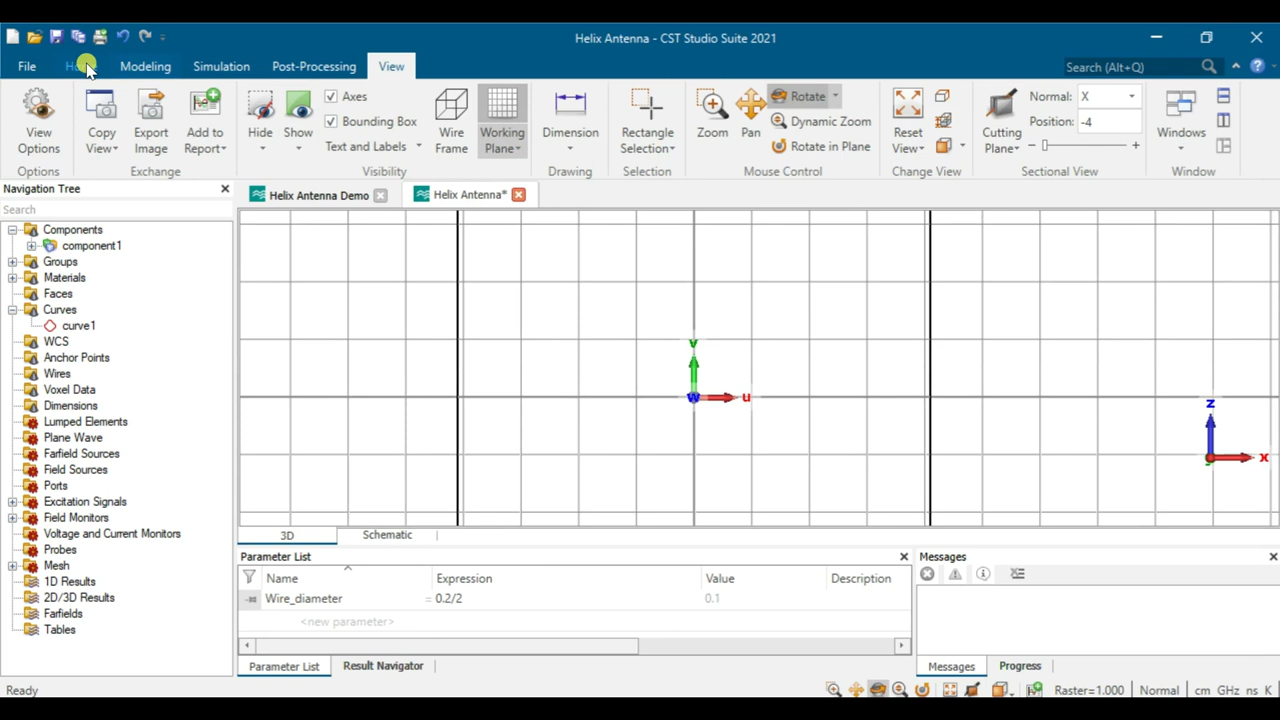 Helix Antenna - CST Studio Suite 2021
File Modeling Simulation Post-Processing View Search (Alt+Q)
View Options
Copy View
Export Image
Add to Report
Hide
Show
Axes
Bounding Box
Text and Labels
Wire Frame
Working Plane
Dimension
Rectangle Selection
Zoom
Pan
Rotate
Dynamic Zoom
Rotate in Plane
Reset View
Cutting Plane
Normal: X
Position: -4
Windows
Options Exchange Visibility Drawing Selection Mouse Control Change View Sectional View Window
Navigation Tree
Helix Antenna Demo
Helix Antenna*
Search
Components
component1
Groups
Materials
Faces
Curves
curve1
WCS
Anchor Points
Wires
Voxel Data
Dimensions
Lumped Elements
Plane Wave
Farfield Sources
Field Sources
Ports
Excitation Signals
Field Monitors
Voltage and Current Monitors
Probes
Mesh
1D Results
2D/3D Results
Farfields
Tables
v
w u
z
x
3D Schematic
Parameter List
Name Expression Value Description
Wire_diameter = 0.2/2 0.1
<new parameter>
Parameter List Result Navigator
Messages
Messages Progress
Ready
Raster=1.000 Normal cm GHz ns K